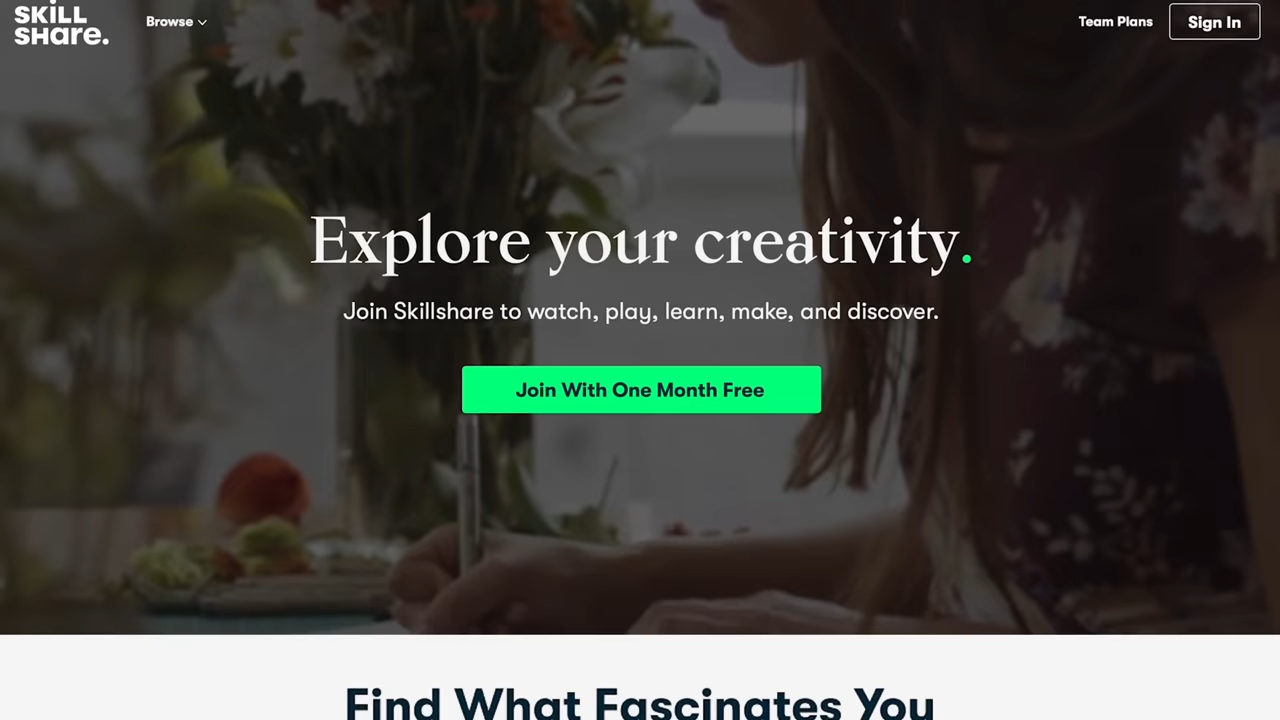 SKiLL
SHare.
Browse
Team Plans
Sign In
Explore your creativity.
Join Skillshare to watch, play, learn, make, and discover.
Join With One Month Free
Find What Fascinates You